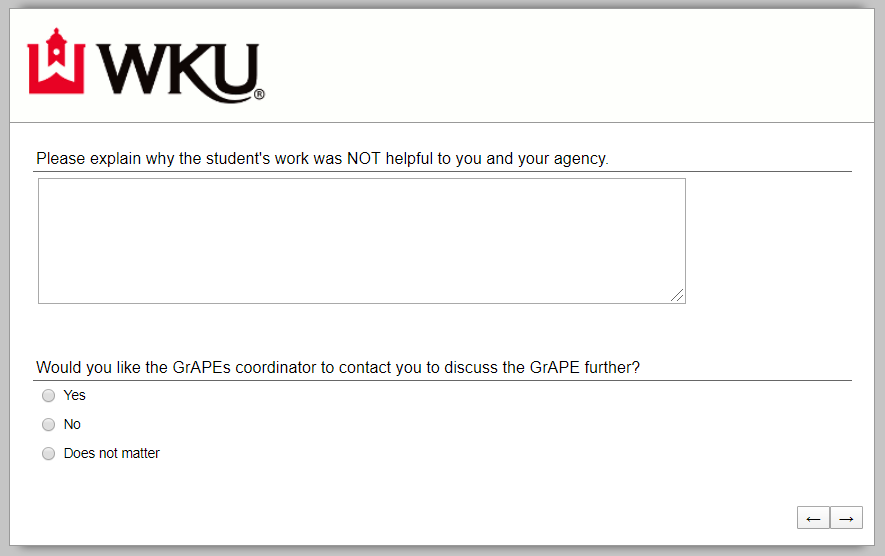 WKU®
Please explain why the student's work was NOT helpful to you and your agency.
Would you like the GrAPEs coordinator to contact you to discuss the GrAPE further?
Yes
No
Does not matter
← →